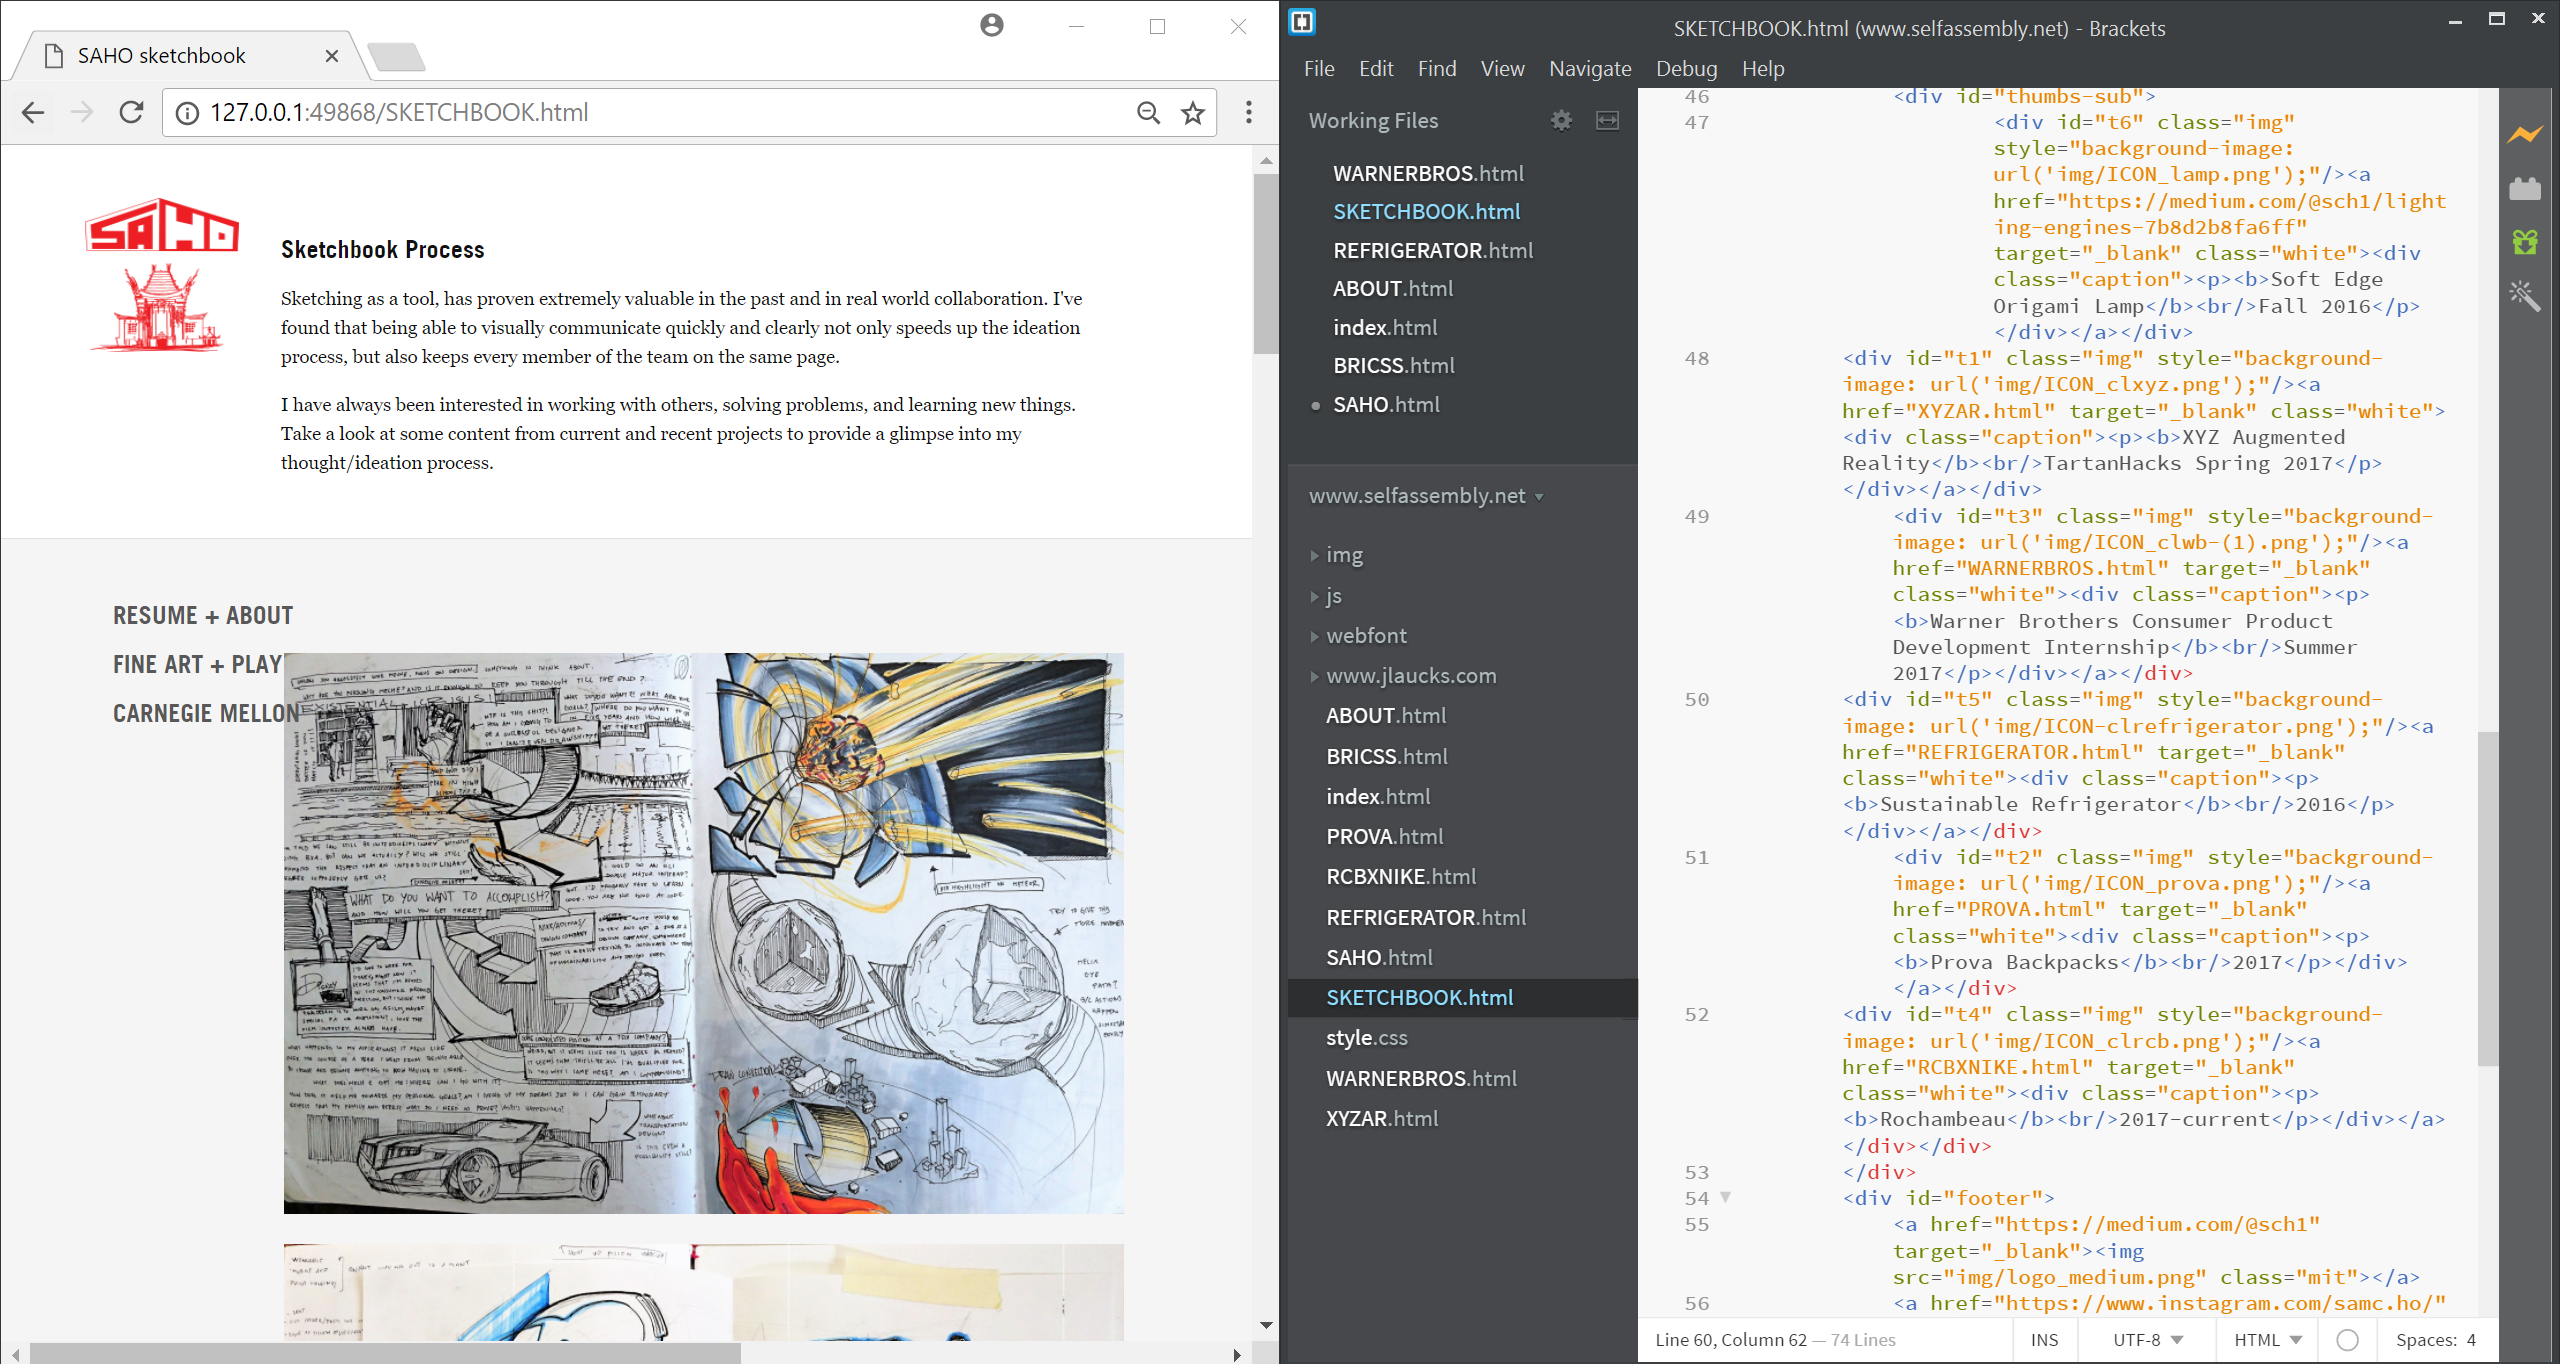 SAHO sketchbook
127.0.0.1:49868/SKETCHBOOK.html
SAHO
Sketchbook Process
Sketching as a tool, has proven extremely valuable in the past and in real world collaboration. I've
found that being able to visually communicate quickly and clearly not only speeds up the ideation
process, but also keeps every member of the team on the same page.
I have always been interested in working with others, solving problems, and learning new things.
Take a look at some content from current and recent projects to provide a glimpse into my
thought/ideation process.
RESUME + ABOUT
FINE ART + PLAY
CARNEGIE MELLON
WHAT DO YOU WANT TO ACCOMPLISH?
AND HOW WILL YOU GET THERE?
SKETCHBOOK.html (www.selfassembly.net) - Brackets
File Edit Find View Navigate Debug Help
Working Files
WARNERBROS.html
SKETCHBOOK.html
REFRIGERATOR.html
ABOUT.html
index.html
BRICSS.html
SAHO.html
www.selfassembly.net
img
js
webfont
www.jlaucks.com
ABOUT.html
BRICSS.html
index.html
PROVA.html
RCBXNIKE.html
REFRIGERATOR.html
SAHO.html
SKETCHBOOK.html
style.css
WARNERBROS.html
XYZAR.html
46 <div id="thumbs-sub">
47 <div id="t6" class="img"
style="background-image:
url('img/ICON_lamp.png');"/><a
href="https://medium.com/@sch1/light
ing-engines-7b8d2b8fa6ff"
target="_blank" class="white"><div
class="caption"><p><b>Soft Edge
Origami Lamp</b><br/>Fall 2016</p>
</div></a></div>
48 <div id="t1" class="img" style="background-
image: url('img/ICON_clxyz.png');"/><a
href="XYZAR.html" target="_blank" class="white">
<div class="caption"><p><b>XYZ Augmented
Reality</b><br/>TartanHacks Spring 2017</p>
</div></a></div>
49 <div id="t3" class="img" style="background-
image: url('img/ICON_clwb-(1).png');"/><a
href="WARNERBROS.html" target="_blank"
class="white"><div class="caption"><p>
<b>Warner Brothers Consumer Product
Development Internship</b><br/>Summer
2017</p></div></a></div>
50 <div id="t5" class="img" style="background-
image: url('img/ICON-clrefrigerator.png');"/><a
href="REFRIGERATOR.html" target="_blank"
class="white"><div class="caption"><p>
<b>Sustainable Refrigerator</b><br/>2016</p>
</div></a></div>
51 <div id="t2" class="img" style="background-
image: url('img/ICON_prova.png');"/><a
href="PROVA.html" target="_blank"
class="white"><div class="caption"><p>
<b>Prova Backpacks</b><br/>2017</p></div>
</a></div>
52 <div id="t4" class="img" style="background-
image: url('img/ICON_clrcb.png');"/><a
href="RCBXNIKE.html" target="_blank"
class="white"><div class="caption"><p>
<b>Rochambeau</b><br/>2017-current</p></div></a>
</div></div>
53 </div>
54 <div id="footer">
55 <a href="https://medium.com/@sch1"
target="_blank"><img
src="img/logo_medium.png" class="mit"></a>
56 <a href="https://www.instagram.com/samc.ho/"
Line 60, Column 62 — 74 Lines INS UTF-8 HTML Spaces: 4